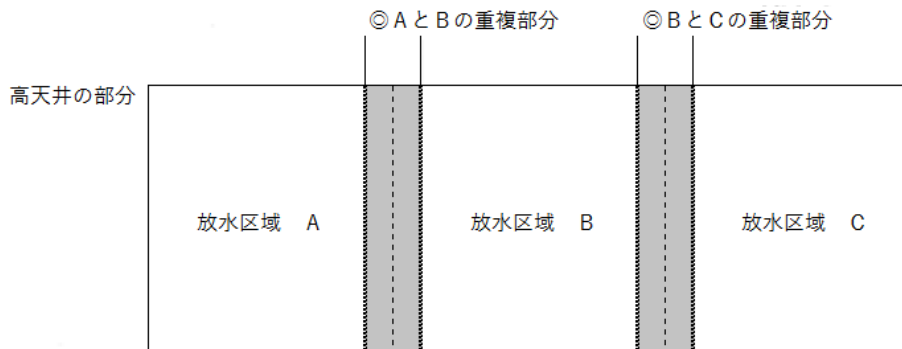 ◎AとBの重複部分
◎BとCの重複部分
高天井の部分
放水区域 A
放水区域 B
放水区域 C